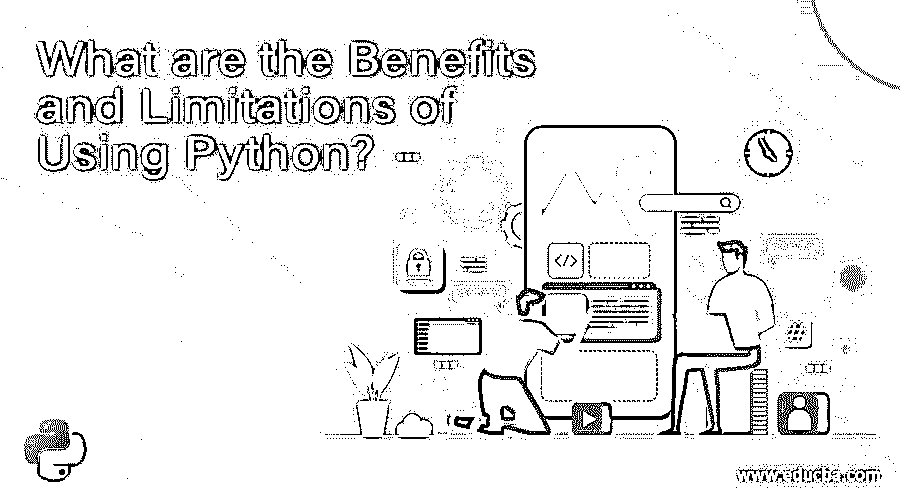 What are the Benefits
and Limitations of
Using Python?
</>
#
www.educba.com